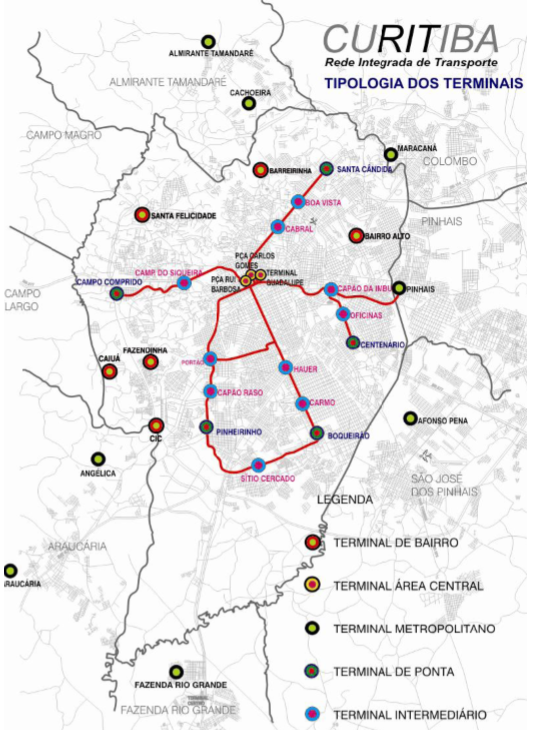 CURITIBA
Rede Integrada de Transporte
TIPOLOGIA DOS TERMINAIS
ALMIRANTE TAMANDARÉ
ALMIRANTE TAMANDARÉ
CACHOEIRA
CAMPO MAGRO
MARACANÃ
COLOMBO
BARREIRINHA
SANTA CÂNDIDA
BOA VISTA
SANTA FELICIDADE
PINHAIS
CABRAL
BAIRRO ALTO
PÇA CARLOS
GOMES
CAMP. DO SIQUEIRA
TERMINAL
GUADALUPE
CAMPO COMPRIDO
PÇA RUI
BARBOSA
CAPÃO DA IMBUIA
PINHAIS
CAMPO
LARGO
OFICINAS
CENTENÁRIO
FAZENDINHA
CAIUÁ
PORTÃO
HAUER
CAPÃO RASO
CARMO
AFONSO PENA
PINHEIRINHO
BOQUEIRÃO
CIC
ANGÉLICA
SÍTIO CERCADO
SÃO JOSÉ
DOS PINHAIS
LEGENDA
ARAUCÁRIA
TERMINAL DE BAIRRO
ARAUCÁRIA
TERMINAL ÁREA CENTRAL
TERMINAL METROPOLITANO
TERMINAL DE PONTA
FAZENDA RIO GRANDE
FAZENDA RIO GRANDE
TERMINAL INTERMEDIÁRIO